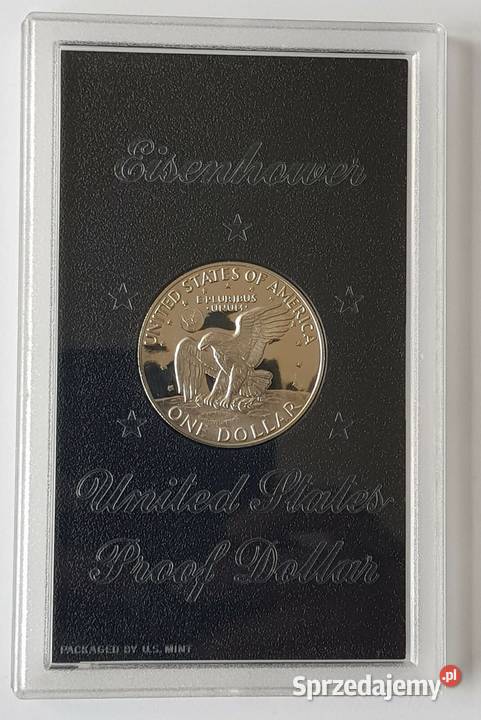 Eisenhower
UNITED STATES OF AMERICA
E PLURIBUS
UNUM
ONE DOLLAR
United States
Proof Dollar
PACKAGED BY U.S. MINT
Sprzedajemy.pl